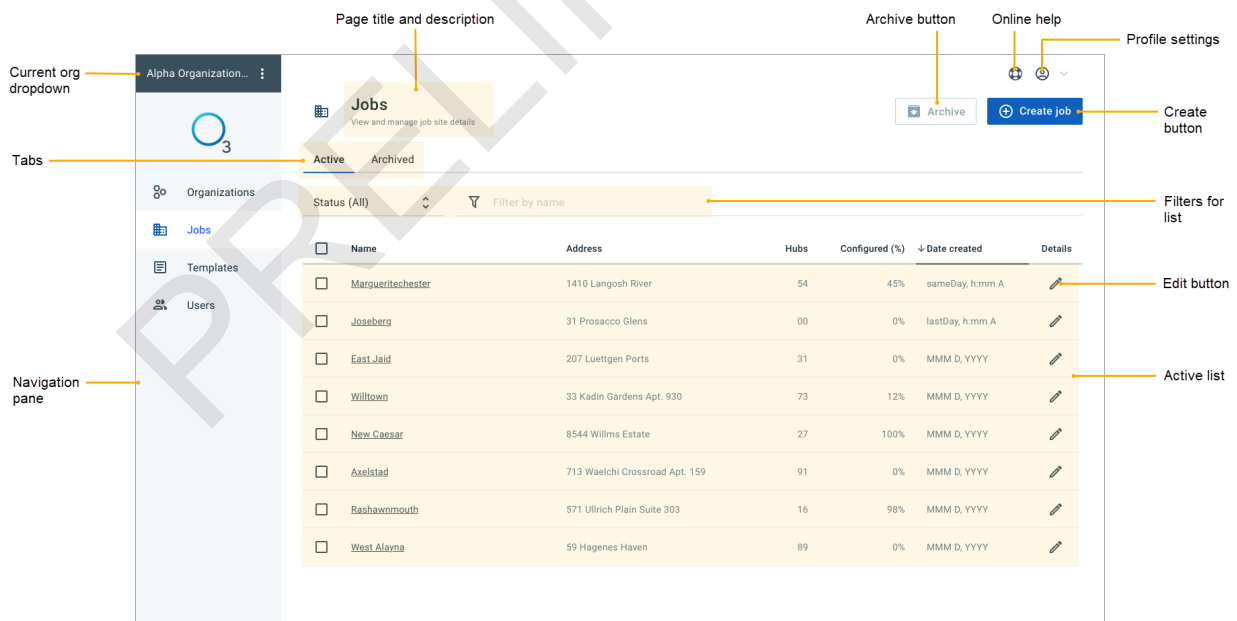 Page title and description
Archive button
Online help
Profile settings
Current org
dropdown
Alpha Organization...
Jobs
View and manage job site details
Archive
Create job
Create
button
3
Tabs
Active
Archived
Organizations
Status (All)
Filter by name
Filters for
list
Jobs
Name
Address
Hubs
Configured (%)
Date created
Details
Templates
Margueritechester
1410 Langosh River
54
45%
sameDay, h:mm A
Edit button
Users
Joseberg
31 Prosacco Glens
00
0%
lastDay, h:mm A
East Jaid
207 Luettgen Ports
31
0%
MMM D, YYYY
Active list
Navigation
pane
Willtown
33 Kadin Gardens Apt. 930
73
12%
MMM D, YYYY
New Caesar
8544 Willms Estate
27
100%
MMM D, YYYY
Axelstad
713 Waelchi Crossroad Apt. 159
91
0%
MMM D, YYYY
Rashawnmouth
571 Ullrich Plain Suite 303
16
98%
MMM D, YYYY
West Alayna
59 Hagenes Haven
89
0%
MMM D, YYYY
PRELI